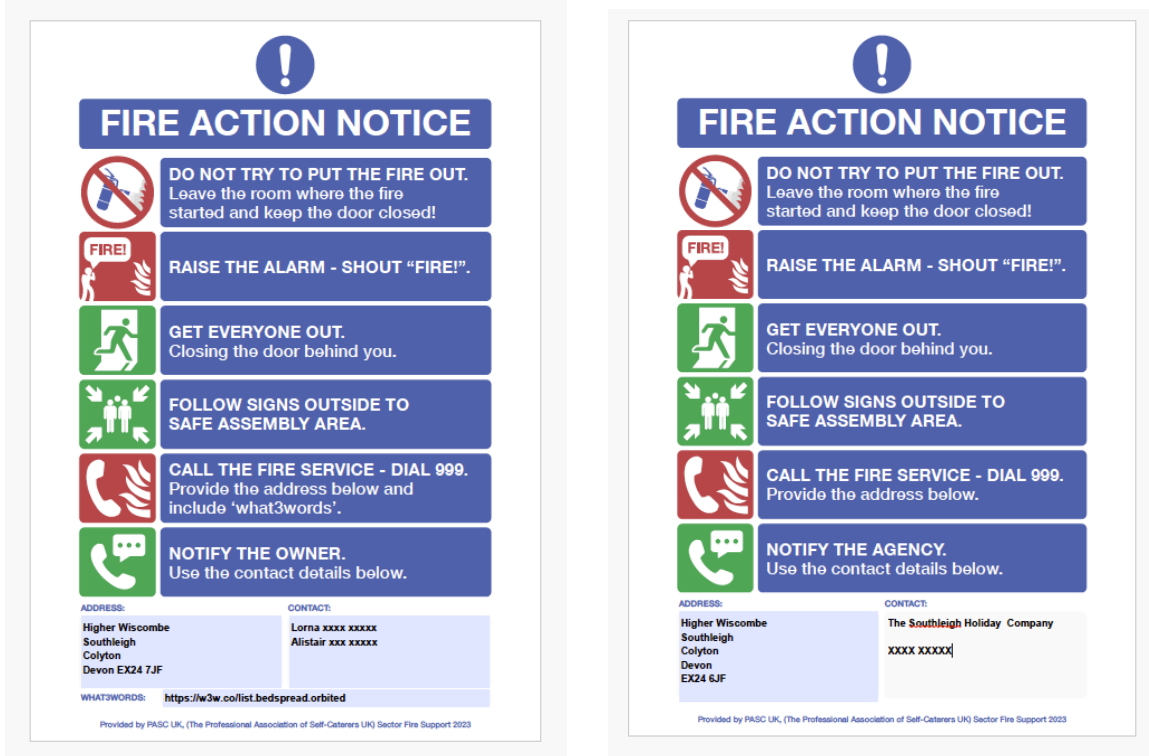 FIRE ACTION NOTICE
DO NOT TRY TO PUT THE FIRE OUT.
Leave the room where the fire
started and keep the door closed!
FIRE!
RAISE THE ALARM - SHOUT “FIRE!”.
GET EVERYONE OUT.
Closing the door behind you.
FOLLOW SIGNS OUTSIDE TO
SAFE ASSEMBLY AREA.
CALL THE FIRE SERVICE - DIAL 999.
Provide the address below and
include ‘what3words’.
NOTIFY THE OWNER.
Use the contact details below.
ADDRESS:
Higher Wiscombe
Southleigh
Colyton
Devon EX24 7JF
CONTACT:
Lorna xxxx xxxxx
Alistair xxx xxxxx
WHAT3WORDS: https://w3w.co/list.bedspread.orbited
Provided by PASC UK, (The Professional Association of Self-Caterers UK) Sector Fire Support 2023
FIRE ACTION NOTICE
DO NOT TRY TO PUT THE FIRE OUT.
Leave the room where the fire
started and keep the door closed!
FIRE!
RAISE THE ALARM - SHOUT “FIRE!”.
GET EVERYONE OUT.
Closing the door behind you.
FOLLOW SIGNS OUTSIDE TO
SAFE ASSEMBLY AREA.
CALL THE FIRE SERVICE - DIAL 999.
Provide the address below.
NOTIFY THE AGENCY.
Use the contact details below.
ADDRESS:
Higher Wiscombe
Southleigh
Colyton
Devon
EX24 6JF
CONTACT:
The Southleigh Holiday Company
XXXX XXXXX
Provided by PASC UK, (The Professional Association of Self-Caterers UK) Sector Fire Support 2023